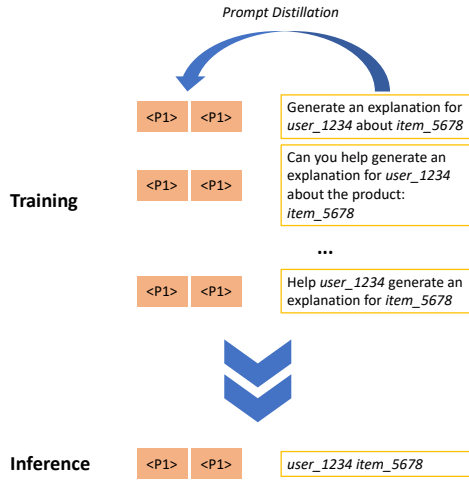 Prompt Distillation
<P1> <P1>
Generate an explanation for
user_1234 about item_5678
Training
<P1> <P1>
Can you help generate an
explanation for user_1234
about the product:
item_5678
...
<P1> <P1>
Help user_1234 generate an
explanation for item_5678
Inference
<P1> <P1>
user_1234 item_5678